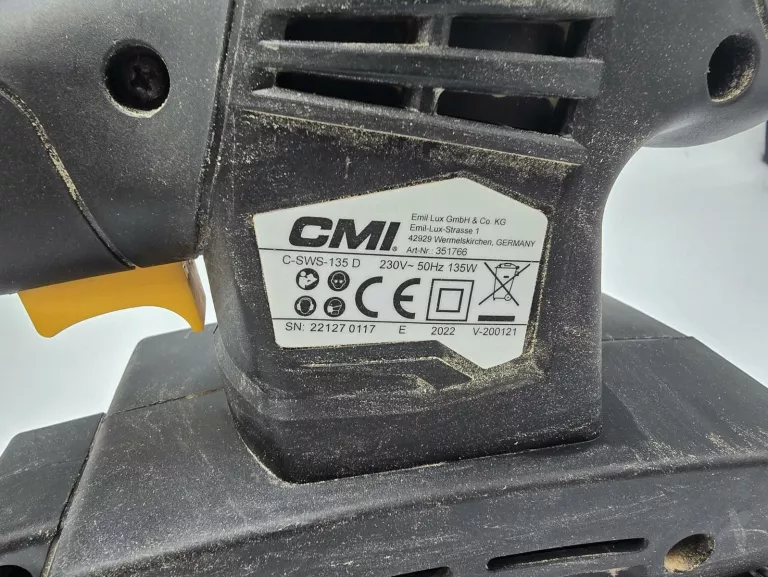 CMI®
Emil Lux GmbH & Co. KG
Emil-Lux-Strasse 1
42929 Wermelskirchen, GERMANY
Art-Nr.: 351766
C-SWS-135 D 230V~ 50Hz 135W
CE
SN: 22127 0117 E 2022 V-200121